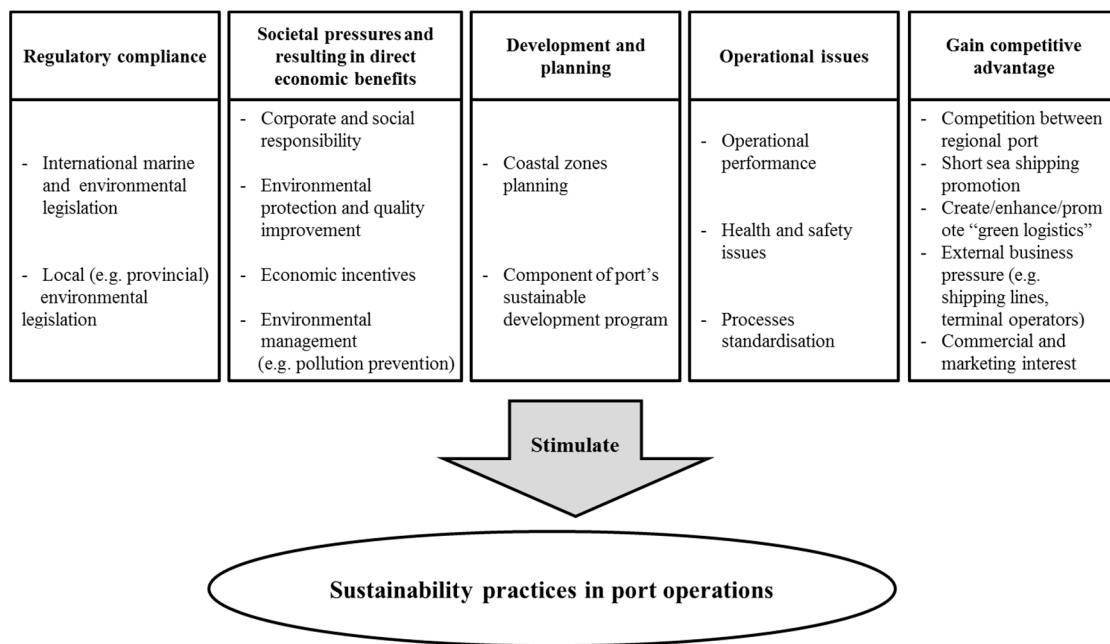 Regulatory compliance
Societal pressures and
resulting in direct
economic benefits
Development and
planning
Operational issues
Gain competitive
advantage
- International marine
and environmental
legislation
- Local (e.g. provincial)
environmental
legislation
- Corporate and social
responsibility
- Environmental
protection and quality
improvement
- Economic incentives
- Environmental
management
(e.g. pollution prevention)
- Coastal zones
planning
- Component of port's
sustainable
development program
- Operational
performance
- Health and safety
issues
- Processes
standardisation
- Competition between
regional port
- Short sea shipping
promotion
- Create/enhance/pro
mote “green logistics”
- External business
pressure (e.g.
shipping lines,
terminal operators)
- Commercial and
marketing interest
Stimulate
Sustainability practices in port operations